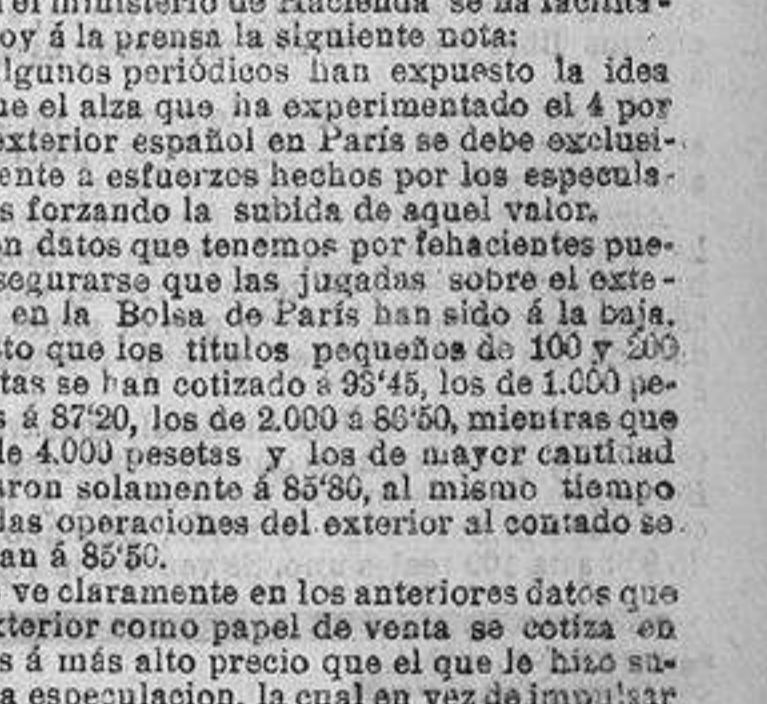 el ministerio de Hacienda se ha facilita-
oy á la prensa la siguiente nota:
lgunos periódicos han expuesto la idea
ue el alza que ha experimentado el 4 por
exterior español en París se debe exclusi-
ente a esfuerzos hechos por los especula-
s forzando la subida de aquel valor.
on datos que tenemos por fehacientes pue-
segurarse que las jugadas sobre el exte-
en la Bolsa de París han sido á la baja.
to que los titulos pequeños de 100 y 200
tas se han cotizado á 93'45, los de 1.000 pe-
s á 87'20, los de 2.000 á 86'50, mientras que
de 4.000 pesetas y los de mayor cantidad
aron solamente á 85'80, al mismo tiempo
las operaciones del exterior al contado se
an á 85'50.
ve claramente en los anteriores datos que
xterior como papel de venta se cotiza en
s á más alto precio que el que le hizo su-
a especulacion, la cual en vez de impulsar